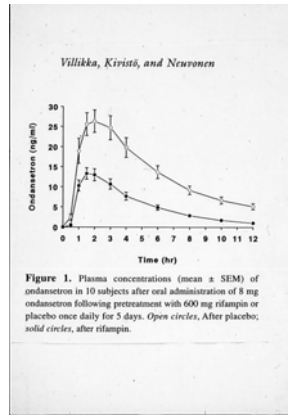 Villikka, Kivistö, and Neuvonen
30
25
20
15
10
5
0
Ondansetron (ng/ml)
0 1 2 3 4 5 6 7 8 9 10 11 12
Time (hr)
Figure 1. Plasma concentrations (mean ± SEM) of
ondansetron in 10 subjects after oral administration of 8 mg
ondansetron following pretreatment with 600 mg rifampin or
placebo once daily for 5 days. Open circles, After placebo;
solid circles, after rifampin.